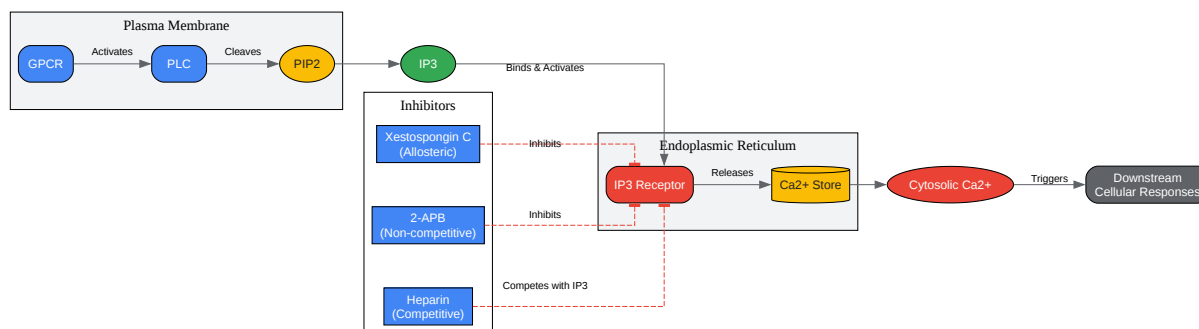 Plasma Membrane
GPCR
Activates
PLC
Cleaves
PIP2
IP3
Binds & Activates
Inhibitors
Xestospongin C
(Allosteric)
Inhibits
2-APB
(Non-competitive)
Inhibits
Heparin
(Competitive)
Competes with IP3
Endoplasmic Reticulum
IP3 Receptor
Releases
Ca2+ Store
Cytosolic Ca2+
Triggers
Downstream
Cellular Responses